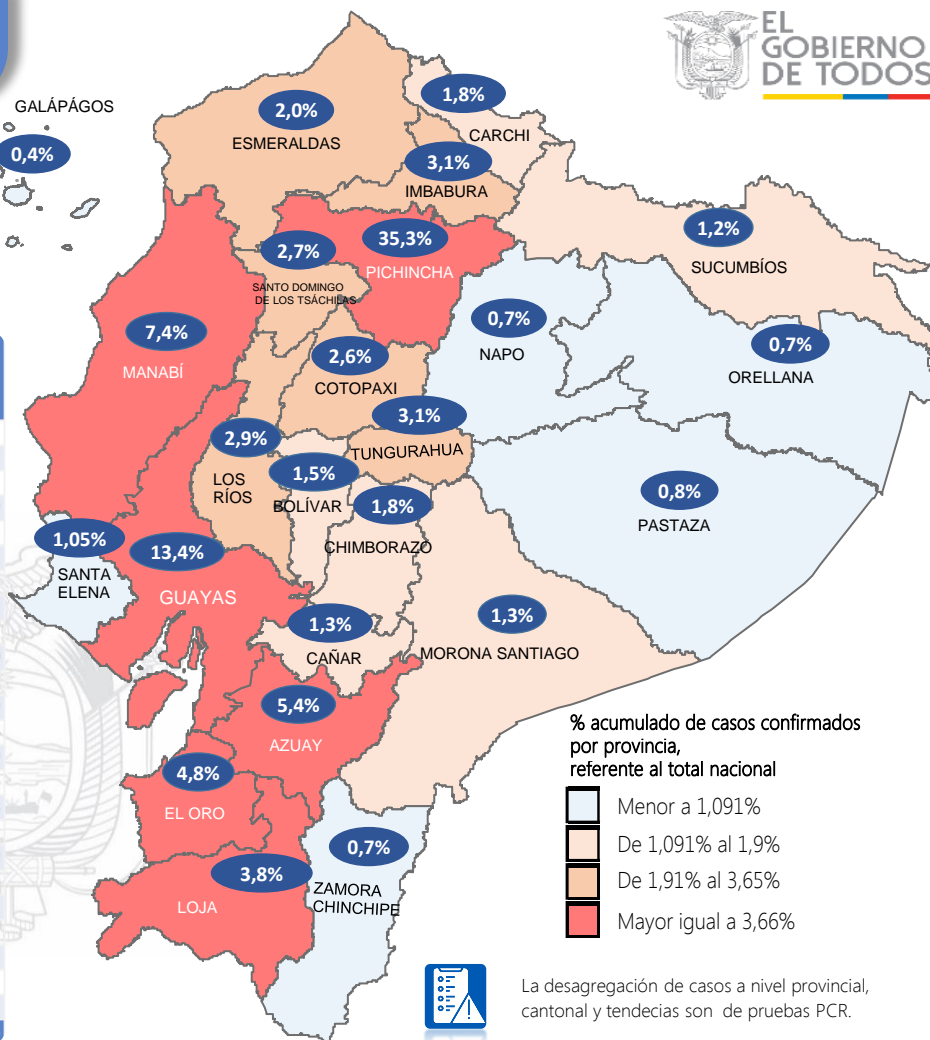 EL
GOBIERNO
DE TODOS
GALÁPÁGOS
0,4%
2,0%
ESMERALDAS
1,8%
CARCHI
3,1%
IMBABURA
1,2%
SUCUMBÍOS
35,3%
PICHINCHA
2,7%
SANTO DOMINGO
DE LOS TSÁCHILAS
7,4%
MANABÍ
0,7%
NAPO
0,7%
ORELLANA
2,6%
COTOPAXI
3,1%
TUNGURAHUA
2,9%
LOS
RÍOS
1,5%
BOLÍVAR
1,8%
CHIMBORAZO
0,8%
PASTAZA
1,05%
SANTA
ELENA
13,4%
GUAYAS
1,3%
CAÑAR
1,3%
MORONA SANTIAGO
5,4%
AZUAY
4,8%
EL ORO
3,8%
LOJA
0,7%
ZAMORA
CHINCHIPE
% acumulado de casos confirmados
por provincia,
referente al total nacional
Menor a 1,091%
De 1,091% al 1,9%
De 1,91% al 3,65%
Mayor igual a 3,66%
La desagregación de casos a nivel provincial,
cantonal y tendecias son de pruebas PCR.